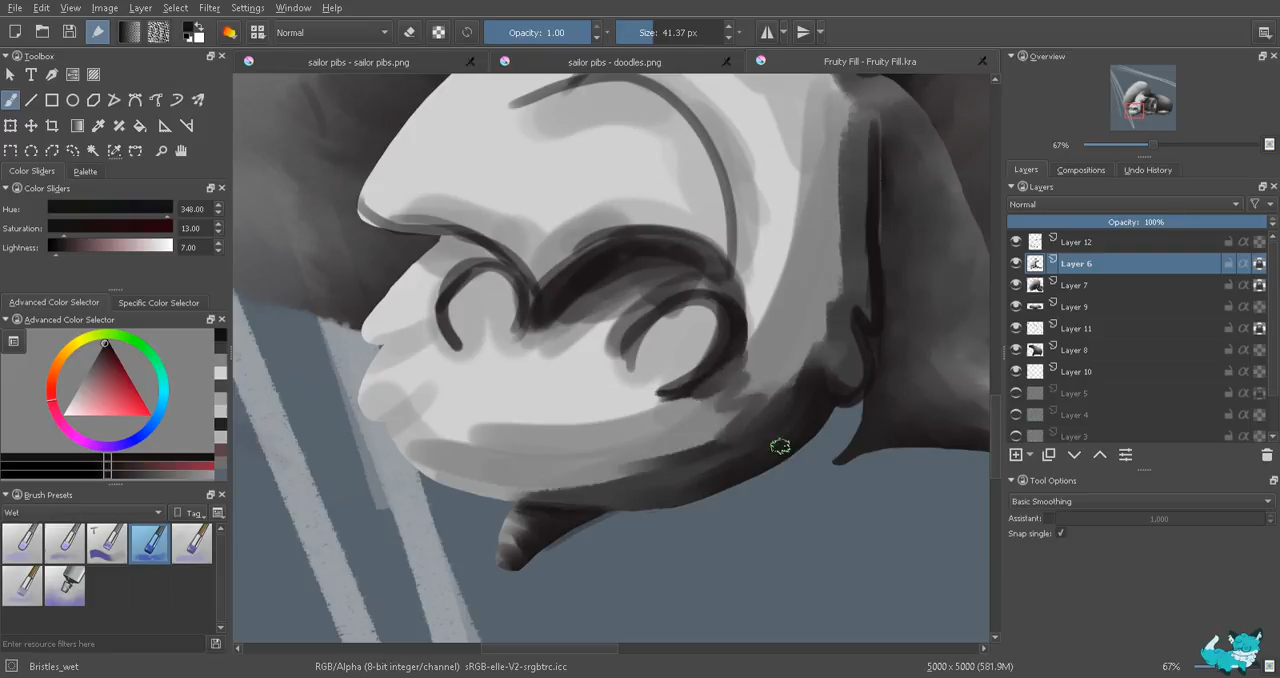 File Edit View Image Layer Select Filter Settings Window Help
Normal Opacity: 1.00 Size: 41.37 px
Toolbox
sailor pibs - sailor pibs.png sailor pibs - doodles.png Fruity Fill - Fruity Fill.kra
Overview
67%
Color Sliders Palette
Color Sliders
Hue: 348.00
Saturation: 13.00
Lightness: 7.00
Advanced Color Selector Specific Color Selector
Advanced Color Selector
Brush Presets
Wet Tag
Enter resource filters here
Layers Compositions Undo History
Layers
Normal
Opacity: 100%
Layer 12
Layer 6
Layer 7
Layer 9
Layer 11
Layer 8
Layer 10
Layer 5
Layer 4
Layer 3
Tool Options
Basic Smoothing
Assistant: 1,000
Snap single:
Bristles_wet RGB/Alpha (8-bit integer/channel) sRGB-elle-V2-srgbtrc.icc 5000 x 5000 (581.9M) 67%